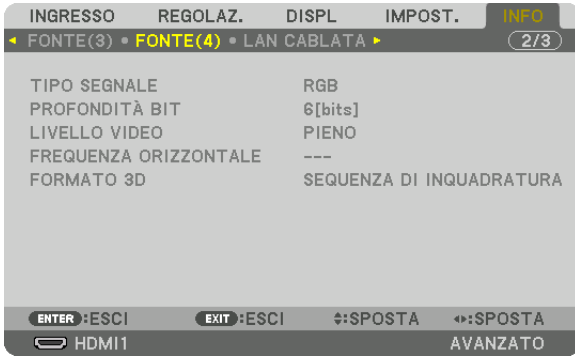 INGRESSO REGOLAZ. DISPL IMPOST. INFO
◄ FONTE(3) • FONTE(4) • LAN CABLATA ► 2/3
TIPO SEGNALE RGB
PROFONDITÀ BIT 6[bits]
LIVELLO VIDEO PIENO
FREQUENZA ORIZZONTALE ---
FORMATO 3D SEQUENZA DI INQUADRATURA
ENTER :ESCI EXIT :ESCI ♦:SPOSTA ◄►:SPOSTA
HDMI1 AVANZATO